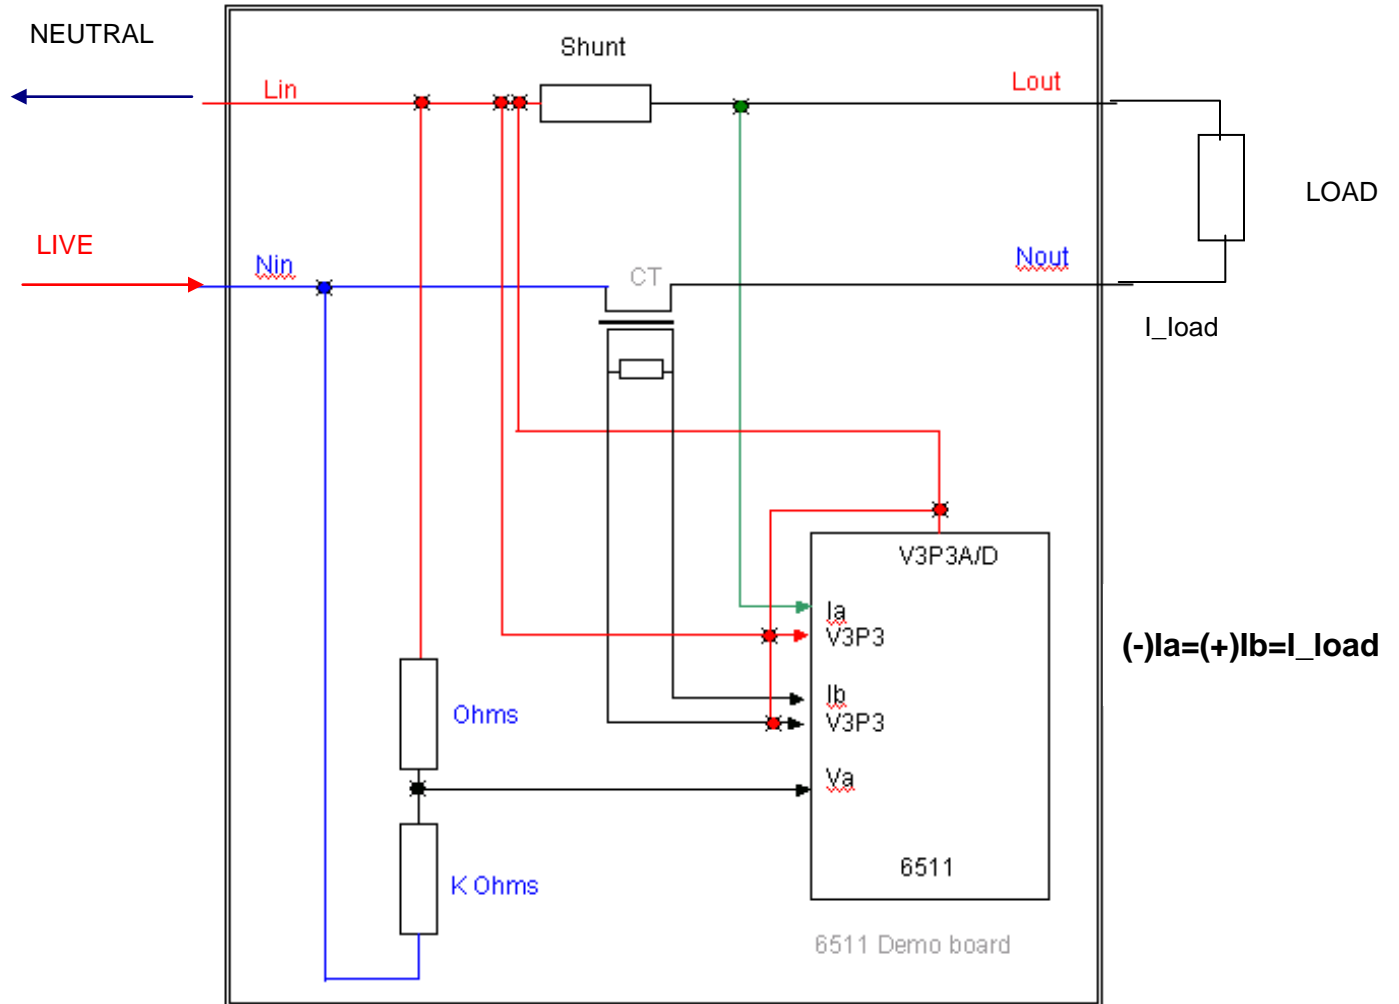 NEUTRAL
Shunt
Lin
Lout
LOAD
LIVE
Nin
CT
Nout
I_load
V3P3A/D
Ia
V3P3
(-)Ia=(+)Ib=I_load
Ib
V3P3
Ohms
Va
K Ohms
6511
6511 Demo board